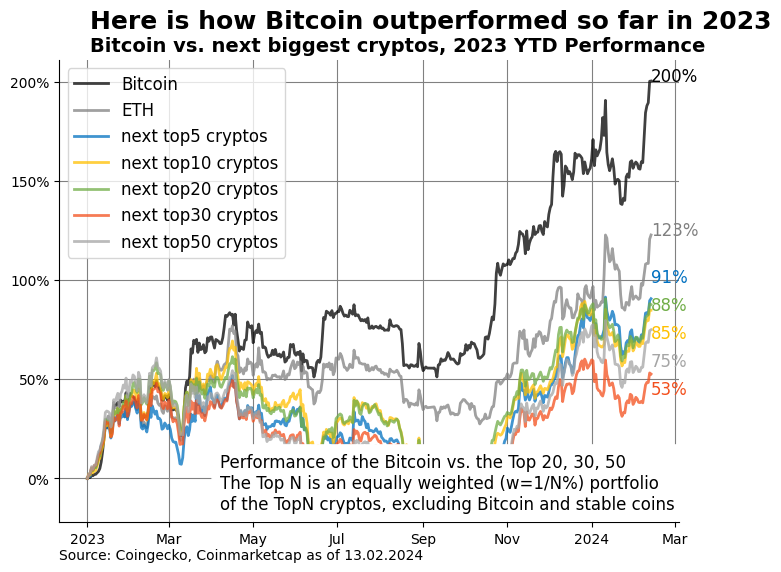 Here is how Bitcoin outperformed so far in 2023
Bitcoin vs. next biggest cryptos, 2023 YTD Performance
200%
150%
100%
50%
0%
Bitcoin
ETH
next top5 cryptos
next top10 cryptos
next top20 cryptos
next top30 cryptos
next top50 cryptos
200%
123%
91%
88%
85%
75%
53%
Performance of the Bitcoin vs. the Top 20, 30, 50
The Top N is an equally weighted (w=1/N%) portfolio
of the TopN cryptos, excluding Bitcoin and stable coins
2023 Mar May Jul Sep Nov 2024 Mar
Source: Coingecko, Coinmarketcap as of 13.02.2024